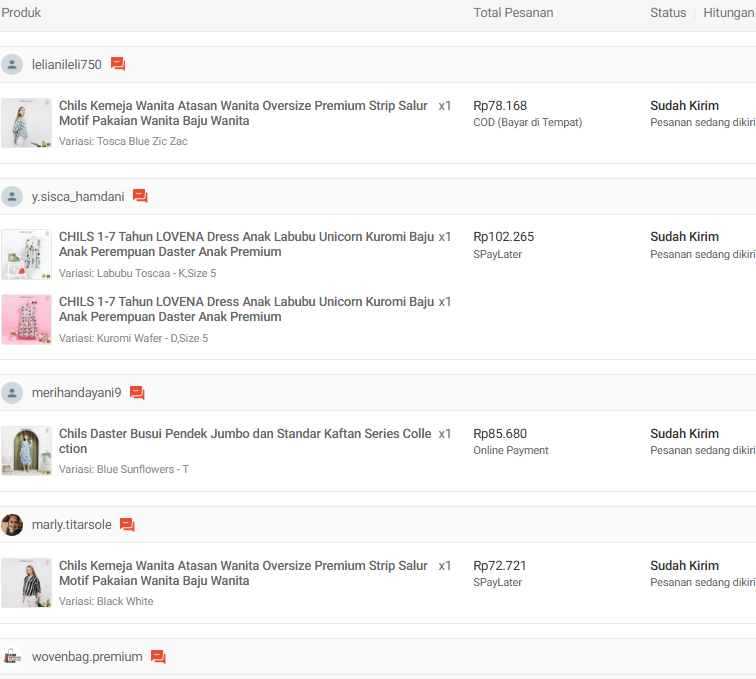 Produk Total Pesanan Status Hitungan
lelianileli750
Chils Kemeja Wanita Atasan Wanita Oversize Premium Strip Salur x1 Rp78.168 Sudah Kirim
Motif Pakaian Wanita Baju Wanita COD (Bayar di Tempat) Pesanan sedang dikiri
Variasi: Tosca Blue Zic Zac
y.sisca_hamdani
CHILS 1-7 Tahun LOVENA Dress Anak Labubu Unicorn Kuromi Baju x1 Rp102.265 Sudah Kirim
Anak Perempuan Daster Anak Premium SPayLater Pesanan sedang dikiri
Variasi: Labubu Toscaa - K,Size 5
CHILS 1-7 Tahun LOVENA Dress Anak Labubu Unicorn Kuromi Baju x1
Anak Perempuan Daster Anak Premium
Variasi: Kuromi Wafer - D,Size 5
merihandayani9
Chils Daster Busui Pendek Jumbo dan Standar Kaftan Series Colle x1 Rp85.680 Sudah Kirim
ction Online Payment Pesanan sedang dikiri
Variasi: Blue Sunflowers - T
marly.titarsole
Chils Kemeja Wanita Atasan Wanita Oversize Premium Strip Salur x1 Rp72.721 Sudah Kirim
Motif Pakaian Wanita Baju Wanita SPayLater Pesanan sedang dikiri
Variasi: Black White
wovenbag.premium